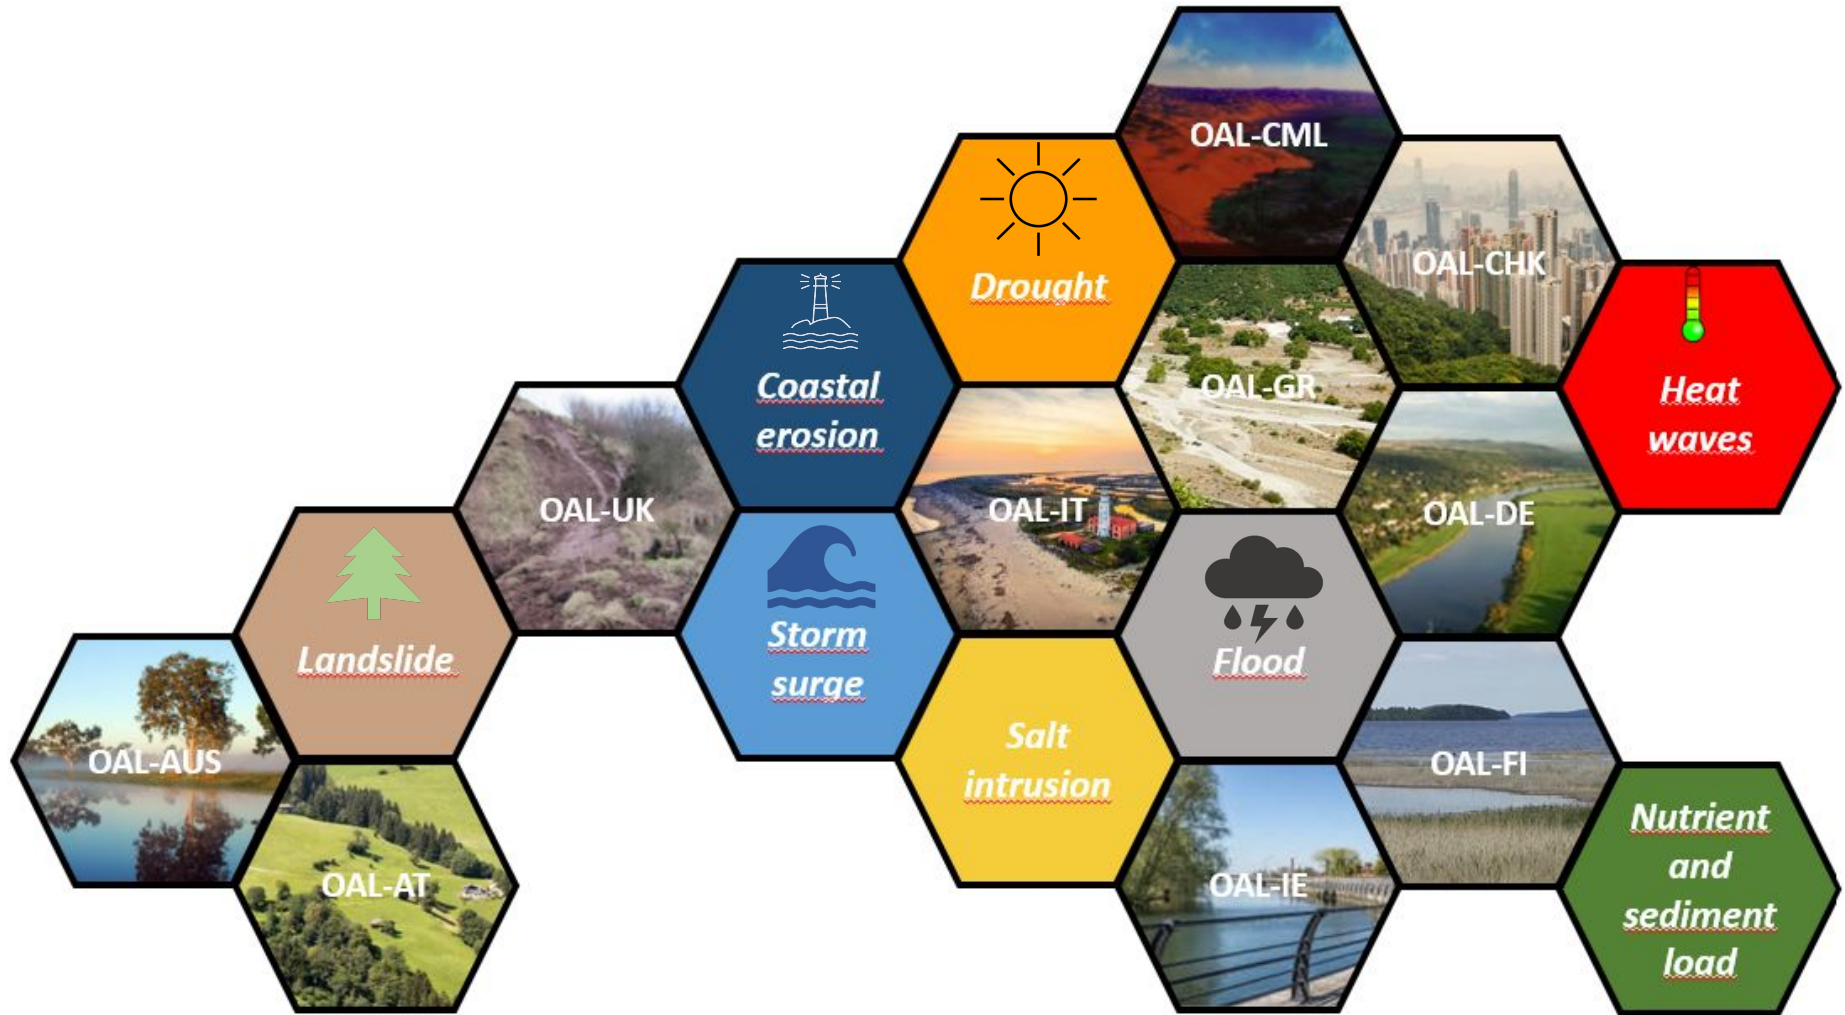 OAL-CML
OAL-CHK
Drought
OAL-GR
Heat
waves
Coastal
erosion
OAL-UK
OAL-IT
OAL-DE
Landslide
Storm
surge
Flood
OAL-AUS
Salt
intrusion
OAL-FI
OAL-AT
OAL-IE
Nutrient
and
sediment
load